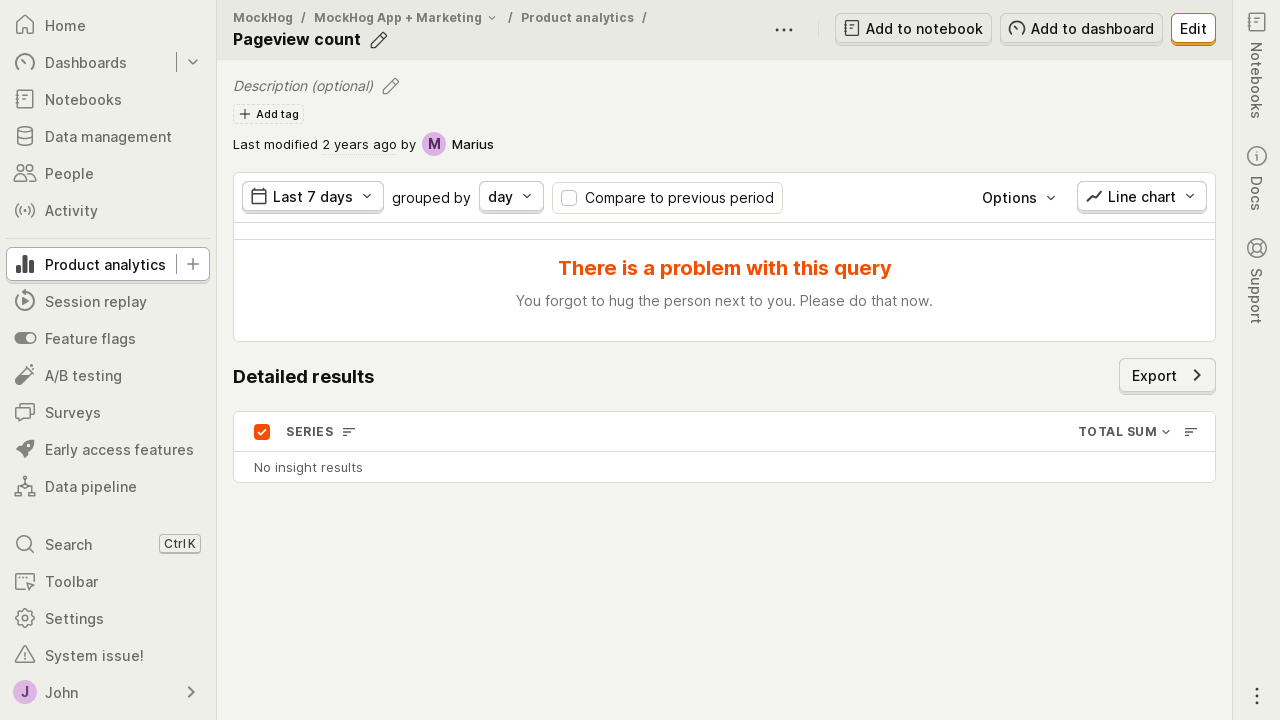 Home
Dashboards
Notebooks
Data management
People
Activity
Product analytics
Session replay
Feature flags
A/B testing
Surveys
Early access features
Data pipeline
Search Ctrl K
Toolbar
Settings
System issue!
J John
MockHog / MockHog App + Marketing / Product analytics /
Pageview count
Add to notebook Add to dashboard Edit
Description (optional)
Add tag
Last modified 2 years ago by M Marius
Last 7 days grouped by day Compare to previous period Options Line chart
There is a problem with this query
You forgot to hug the person next to you. Please do that now.
Detailed results Export
SERIES TOTAL SUM
No insight results
Notebooks
Docs
Support